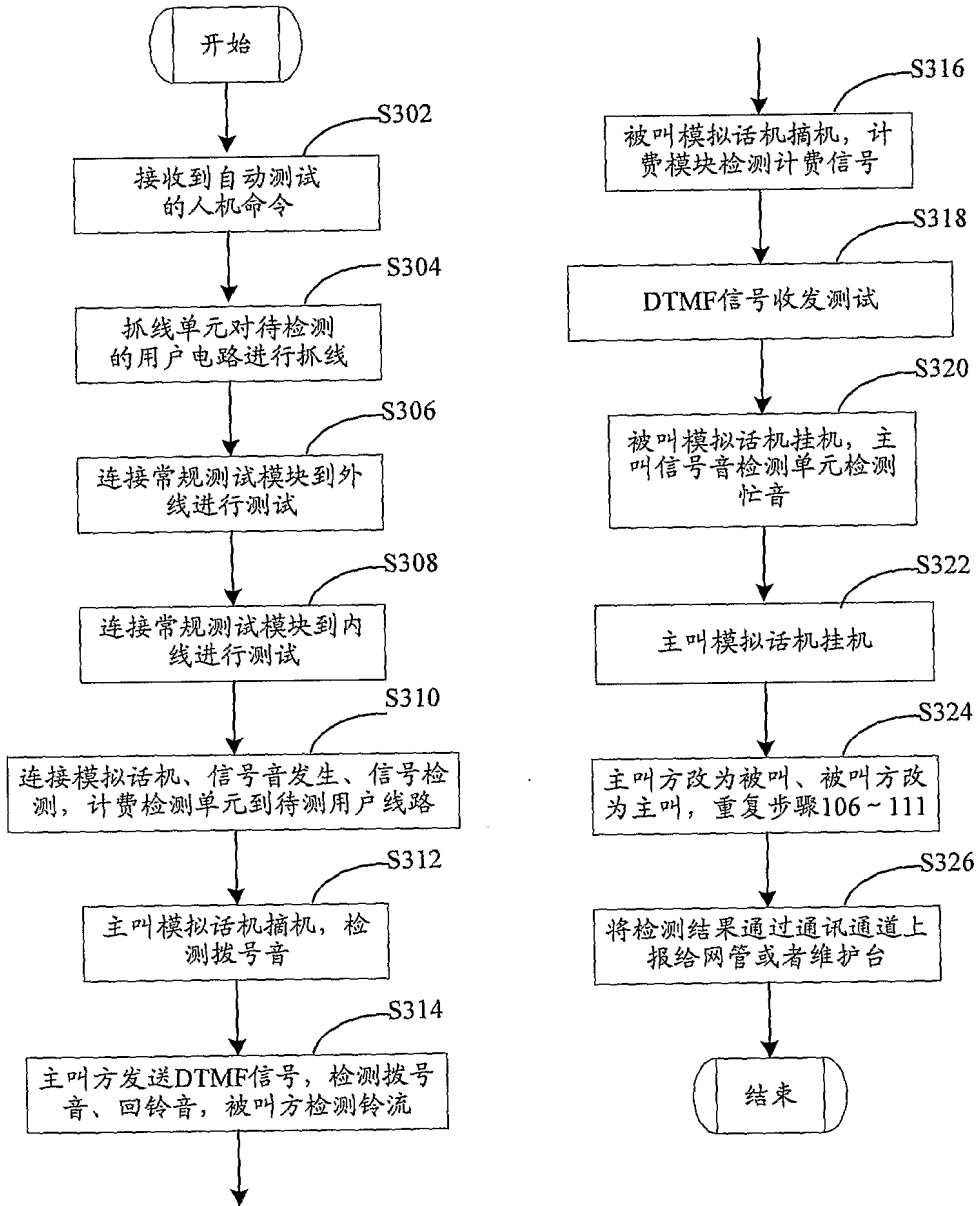 开始
S302
接收到自动测试
的人机命令
S304
抓线单元对待检测
的用户电路进行抓线
S306
连接常规测试模块到外
线进行测试
S308
连接常规测试模块到内
线进行测试
S310
连接模拟话机、信号音发生、信号检
测，计费检测单元到待测用户线路
S312
主叫模拟话机摘机，检
测拨号音
S314
主叫方发送DTMF信号，检测拨号
音、回铃音，被叫方检测铃流
S316
被叫模拟话机摘机，计
费模块检测计费信号
S318
DTMF信号收发测试
S320
被叫模拟话机挂机，主
叫信号音检测单元检测
忙音
S322
主叫模拟话机挂机
S324
主叫方改为被叫、被叫方改
为主叫，重复步骤106～111
S326
将检测结果通过通讯通道上
报给网管或者维护台
结束